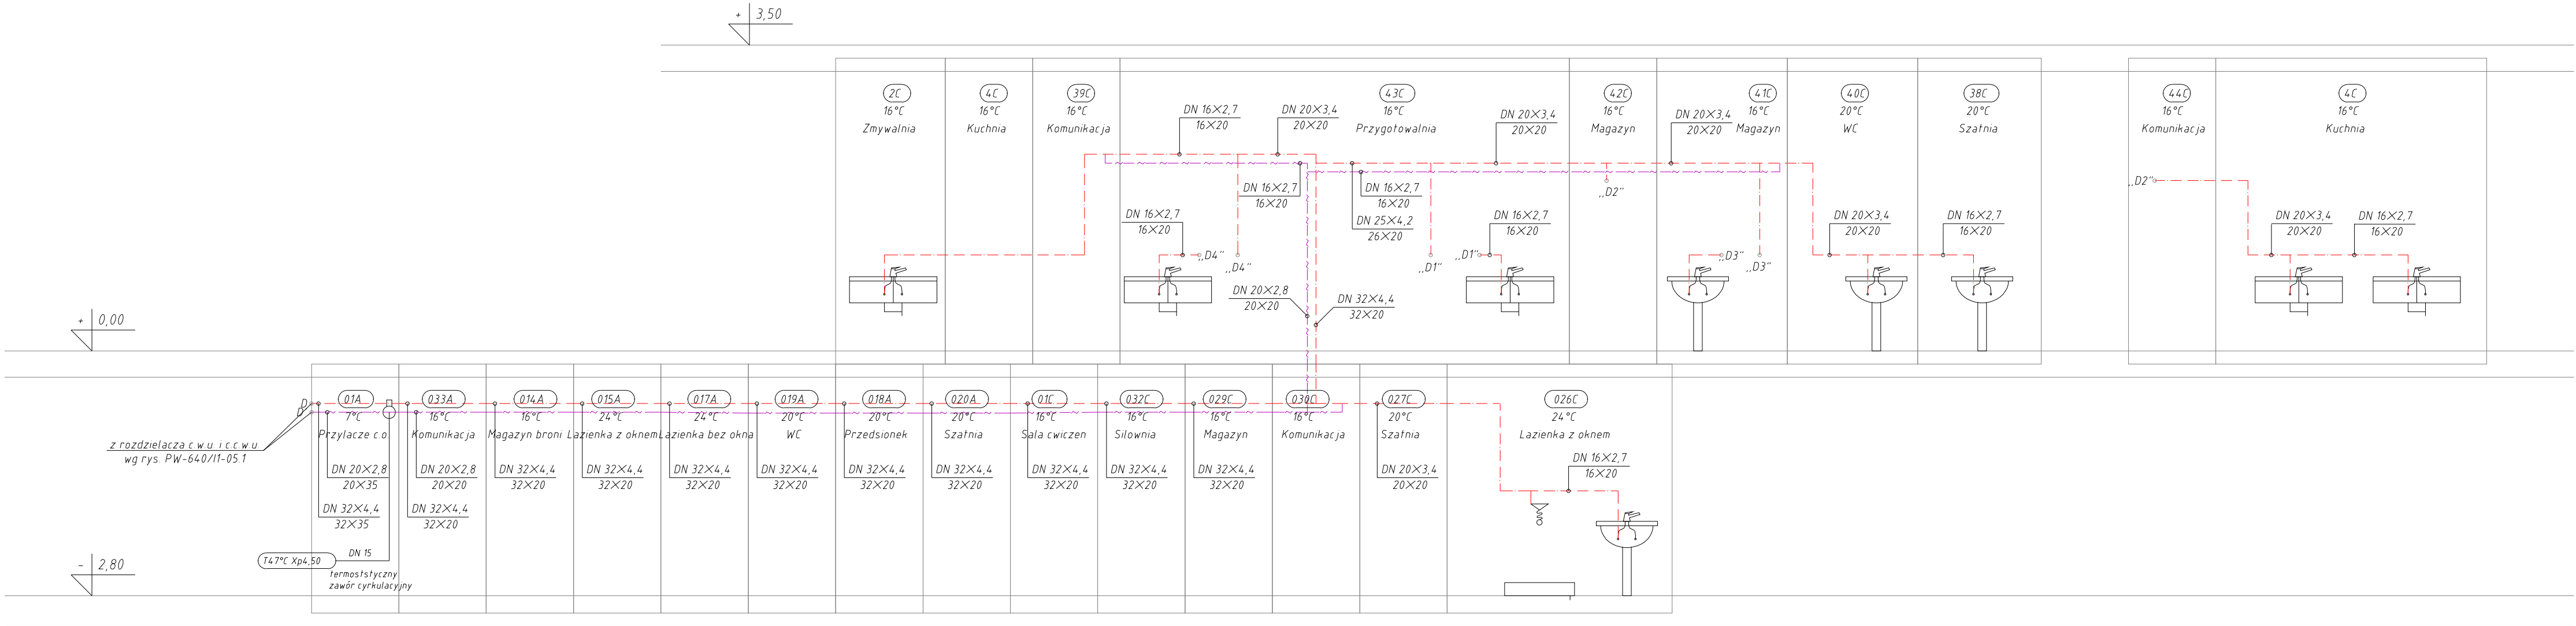 + 3,50
2C
16°C
Zmywalnia
4C
16°C
Kuchnia
39C
16°C
Komunikacja
DN 16×2,7
16×20
DN 20×3,4
20×20
43C
16°C
Przygotowalnia
DN 20×3,4
20×20
42C
16°C
Magazyn
DN 20×3,4
20×20
41C
16°C
Magazyn
40C
20°C
WC
38C
20°C
Szatnia
44C
16°C
Komunikacja
4C
16°C
Kuchnia
DN 16×2,7
16×20
DN 16×2,7
16×20
DN 25×4,2
26×20
DN 16×2,7
16×20
DN 16×2,7
16×20
,,D2"
,,D2"
DN 20×3,4
20×20
DN 16×2,7
16×20
DN 20×3,4
20×20
DN 16×2,7
16×20
,,D4"
,,D4"
,,D1"
,,D1"
,,D3"
,,D3"
DN 20×2,8
20×20
DN 32×4,4
32×20
+ 0,00
D
D'
z rozdzielacza c.w.u. i c.c.w.u.
wg rys. PW-640/I1-05.1
01A
7°C
Przylacze c.o.
033A
16°C
Komunikacja
014A
16°C
Magazyn broni
015A
24°C
Lazienka z oknem
017A
24°C
Lazienka bez okna
019A
20°C
WC
018A
20°C
Przedsionek
020A
20°C
Szatnia
01C
16°C
Sala cwiczen
032C
16°C
Silownia
029C
16°C
Magazyn
030C
16°C
Komunikacja
027C
20°C
Szatnia
026C
24°C
Lazienka z oknem
DN 20×2,8
20×35
DN 20×2,8
20×20
DN 32×4,4
32×20
DN 32×4,4
32×20
DN 32×4,4
32×20
DN 32×4,4
32×20
DN 32×4,4
32×20
DN 32×4,4
32×20
DN 32×4,4
32×20
DN 32×4,4
32×20
DN 32×4,4
32×20
DN 20×3,4
20×20
DN 16×2,7
16×20
DN 32×4,4
32×35
DN 32×4,4
32×20
T47°C Xp4,50
DN 15
termoststyczny
zawór cyrkulacyjny
- 2,80